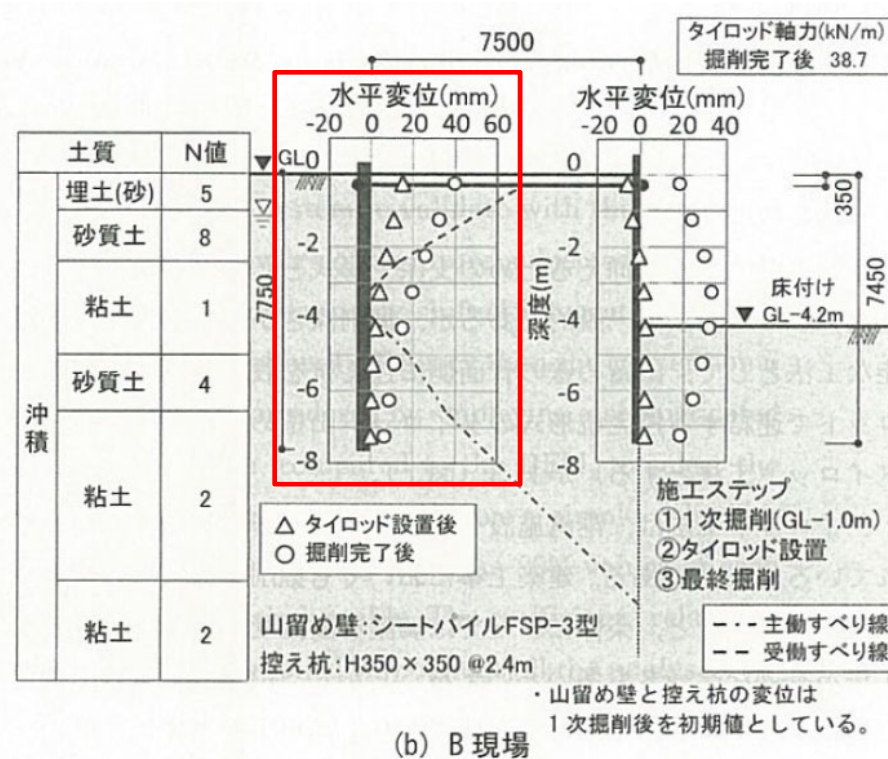 7500
タイロッド軸力(kN/m)
掘削完了後 38.7
水平変位(mm)
-20 0 20 40 60
水平変位(mm)
-20 0 20 40
土質 N値
GL
0
0
埋土(砂) 5
350
砂質土 8
-2
-2
粘土 1
7750
深度(m)
床付け
GL-4.2m
7450
-4
-4
砂質土 4
-6
-6
沖積
粘土 2
-8
-8
粘土 2
△ タイロッド設置後
○ 掘削完了後
施工ステップ
①1次掘削(GL-1.0m)
②タイロッド設置
③最終掘削
山留め壁:シートパイルFSP-3型
控え杭:H350×350 @2.4m
主働すべり線
受働すべり線
・山留め壁と控え杭の変位は
1次掘削後を初期値としている。
(b) B現場